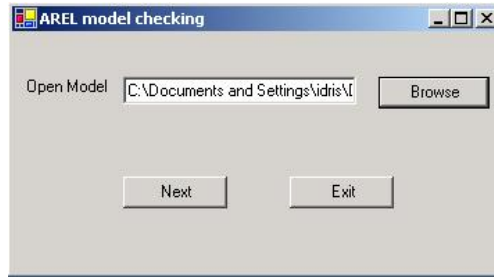 AREL model checking
Open Model C:\Documents and Settings\idris\ Browse
Next Exit